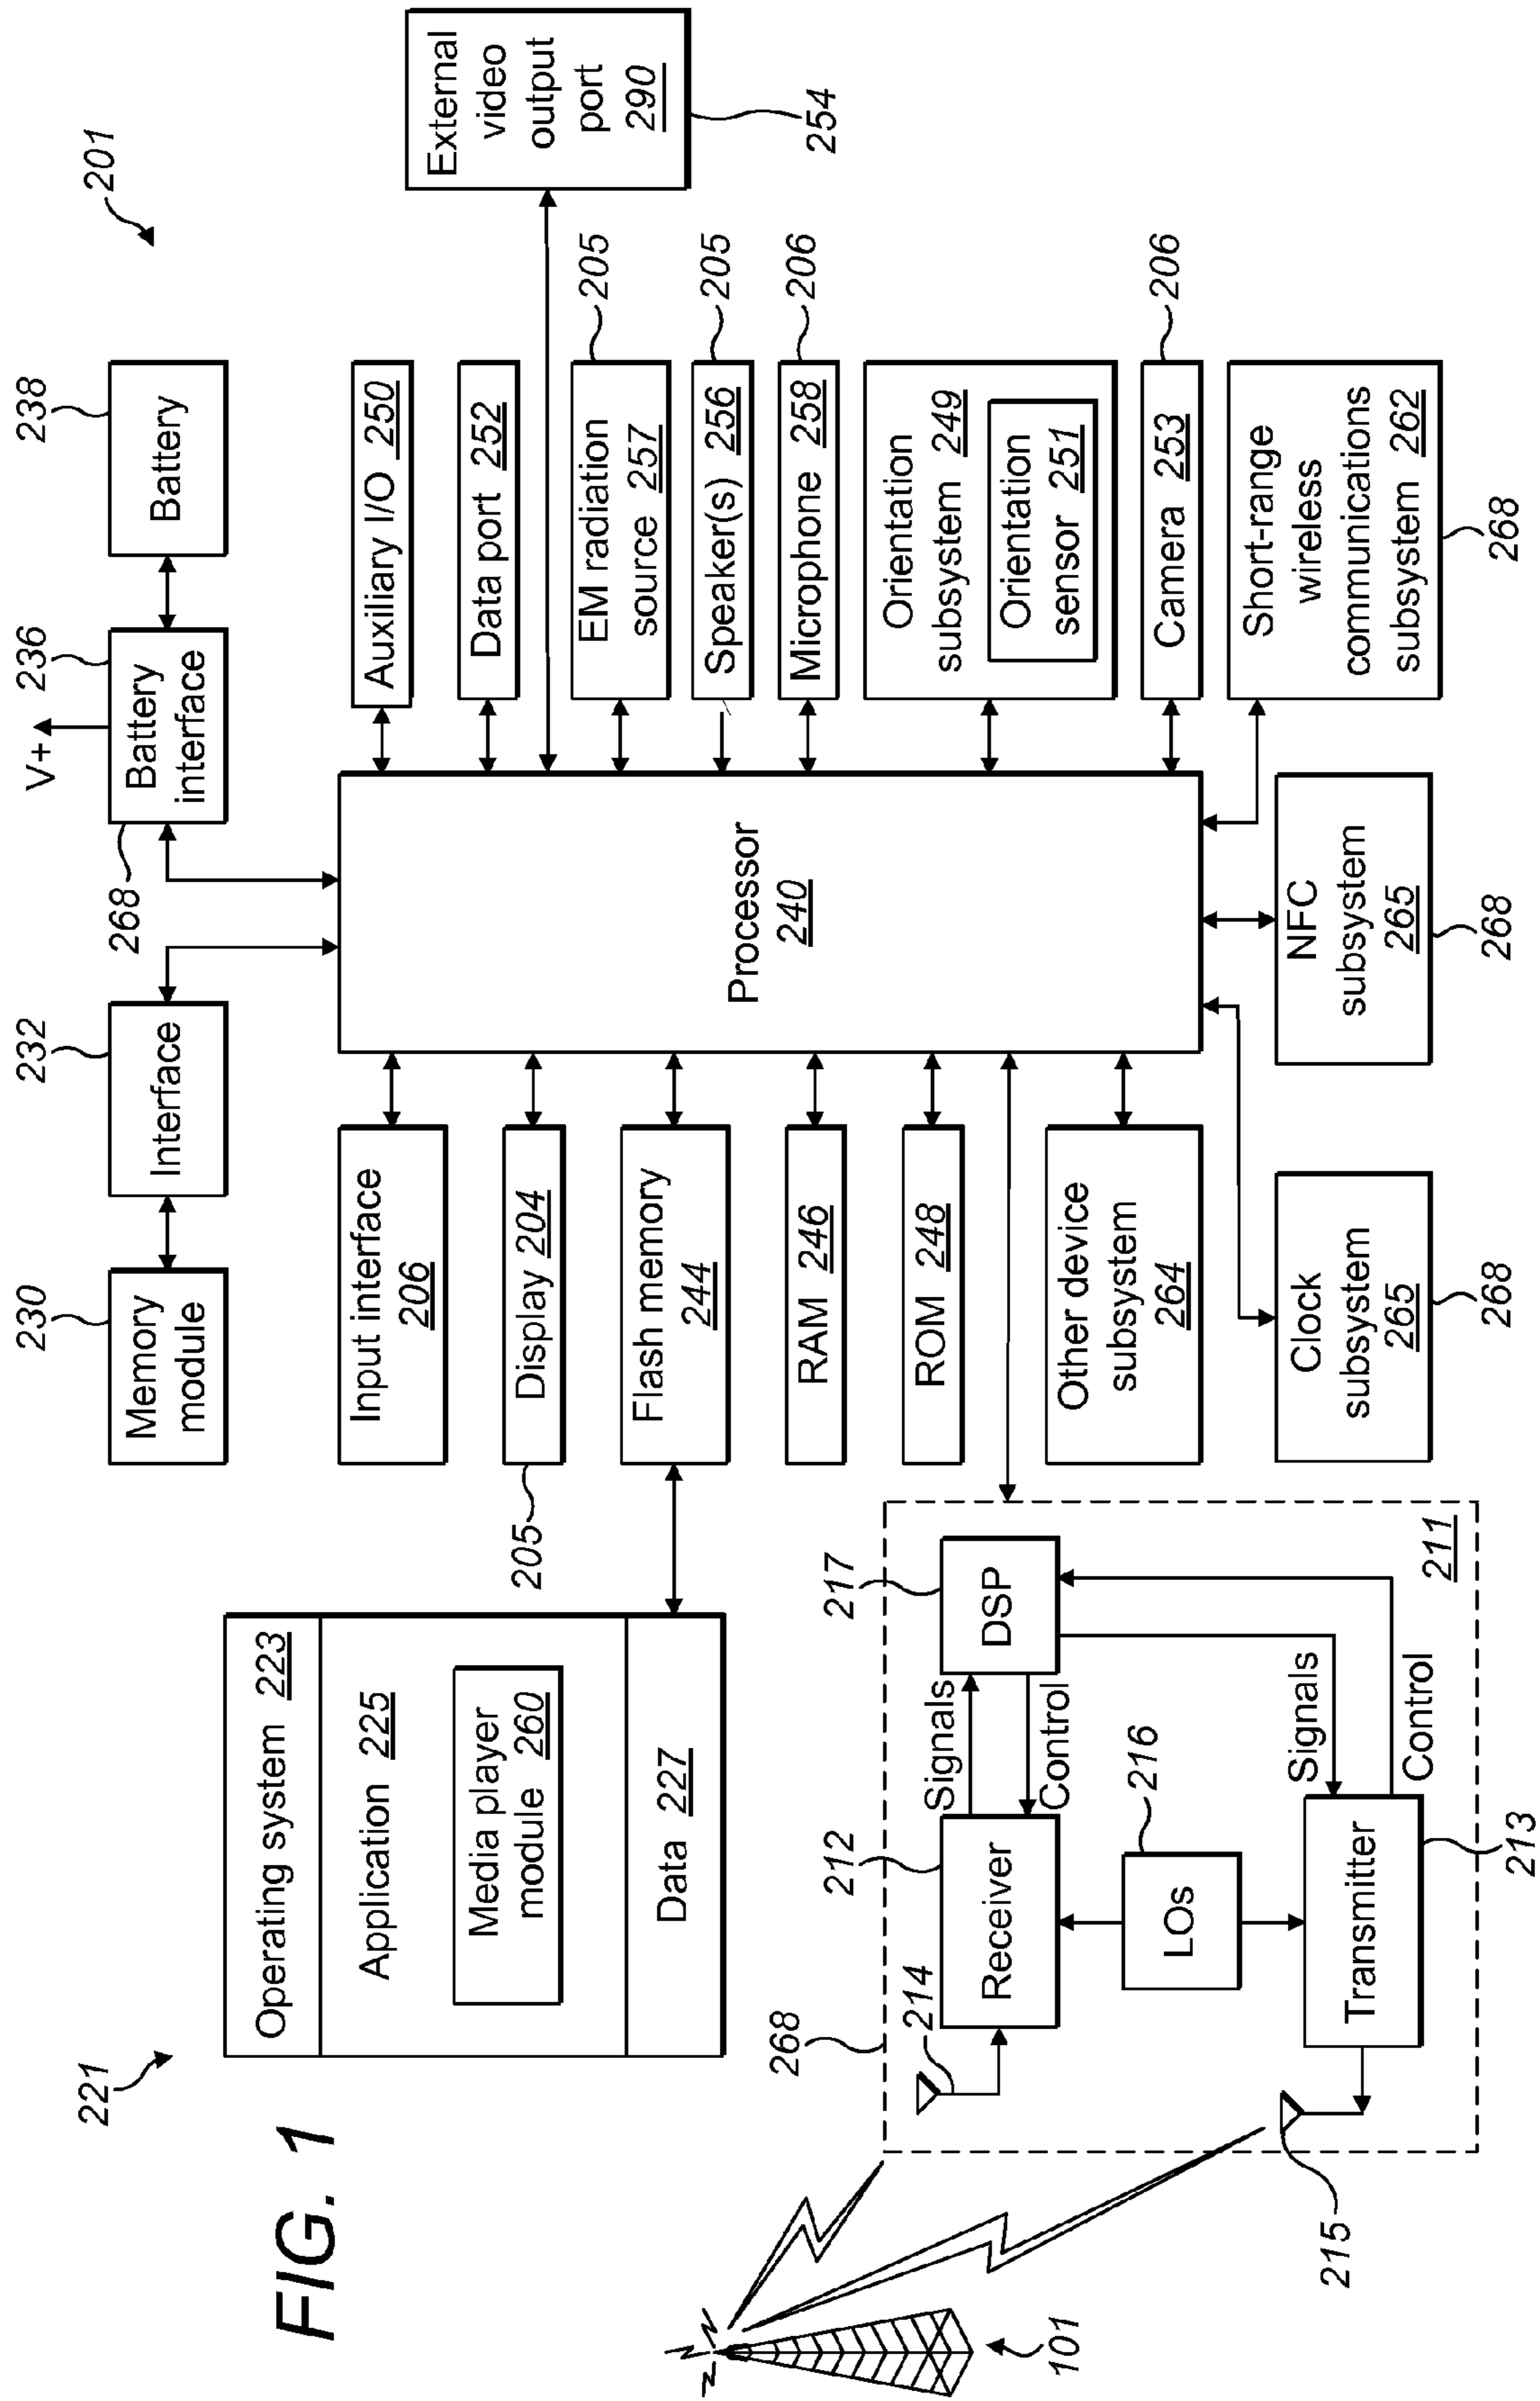 FIG. 1
221
201
230
232
V+
236
238
Memory
module
Interface
268
Battery
interface
Battery
Operating system 223
Application 225
Media player
module 260
Data 227
Input interface
206
Display 204
205
Flash memory
244
RAM 246
ROM 248
Other device
subsystem
264
Processor
240
Auxiliary I/O 250
Data port 252
External
video
output
port
290
254
EM radiation
source 257
205
Speaker(s) 256
205
Microphone 258
206
Orientation
subsystem 249
Orientation
sensor 251
Camera 253
206
Short-range
wireless
communications
subsystem 262
268
NFC
subsystem
265
268
Clock
subsystem
265
268
268
214
212
217
Receiver
Signals
Control
DSP
LOs
216
Transmitter
213
Signals
Control
211
215
101